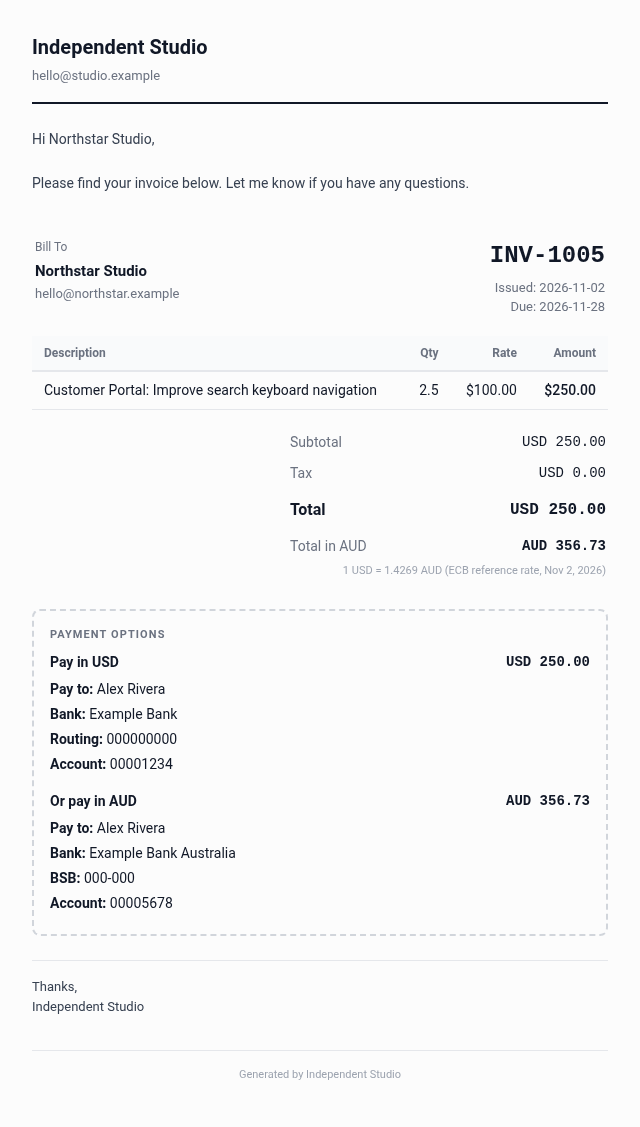 Independent Studio
hello@studio.example
Hi Northstar Studio,
Please find your invoice below. Let me know if you have any questions.
Bill To
Northstar Studio
hello@northstar.example
INV-1005
Issued: 2026-11-02
Due: 2026-11-28
Description Qty Rate Amount
Customer Portal: Improve search keyboard navigation 2.5 $100.00 $250.00
Subtotal USD 250.00
Tax USD 0.00
Total USD 250.00
Total in AUD AUD 356.73
1 USD = 1.4269 AUD (ECB reference rate, Nov 2, 2026)
PAYMENT OPTIONS
Pay in USD USD 250.00
Pay to: Alex Rivera
Bank: Example Bank
Routing: 000000000
Account: 00001234
Or pay in AUD AUD 356.73
Pay to: Alex Rivera
Bank: Example Bank Australia
BSB: 000-000
Account: 00005678
Thanks,
Independent Studio
Generated by Independent Studio